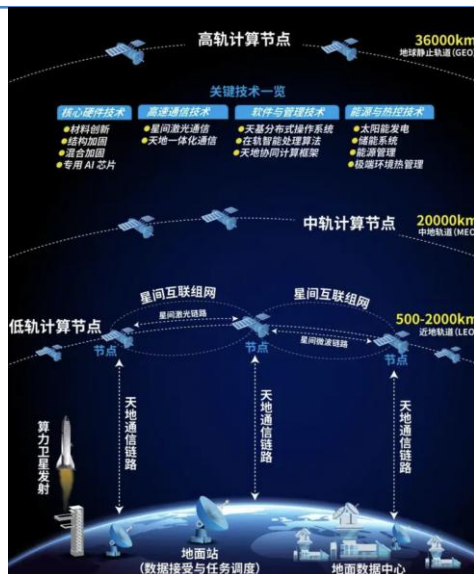 高轨计算节点
36000km
地球静止轨道(GEO)
关键技术一览
核心硬件技术
●材料创新
●结构加固
●混合加固
●专用AI芯片
高速通信技术
●星间激光通信
●天地一体化通信
软件与管理技术
●天基分布式操作系统
●在轨智能处理算法
●天地协同计算框架
能源与热控技术
●太阳能发电
●储能系统
●能源管理
●极端环境热管理
中轨计算节点
20000km
中地轨道(MEO)
星间互联组网
星间互联组网
低轨计算节点
星间激光链路
500-2000km
近地轨道(LEO)
节点
节点
星间微波链路
节点
算力卫星发射
天地通信链路
天地通信链路
天地通信链路
地面站
(数据接受与任务调度)
地面数据中心